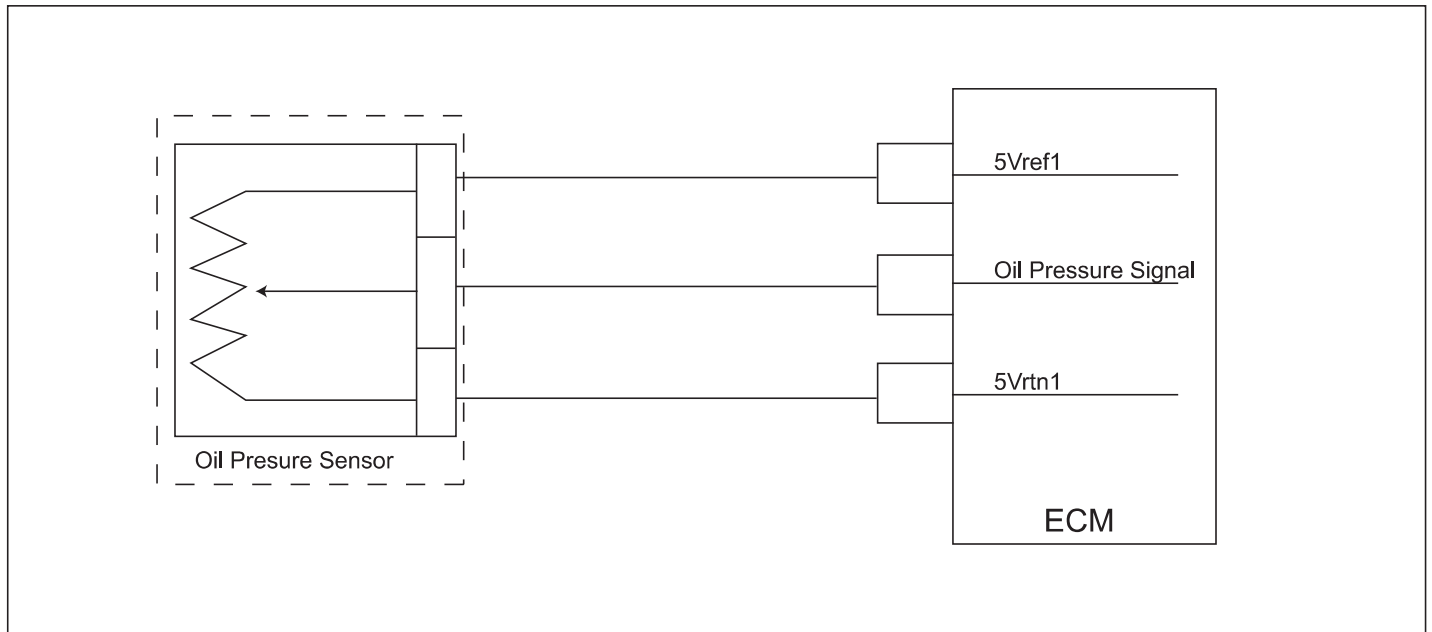 5Vref1
Oil Pressure Signal
5Vrtn1
Oil Presure Sensor
ECM